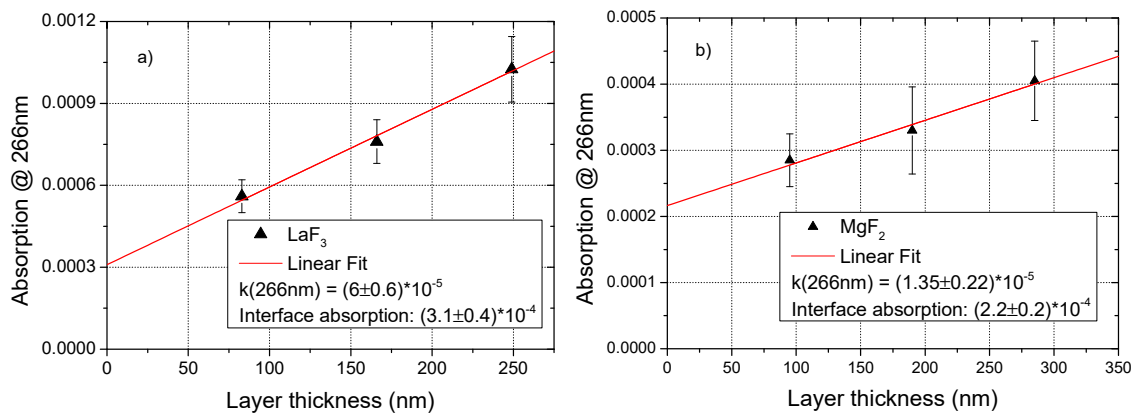 a)
0.0012
0.0009
0.0006
0.0003
0.0000
Absorption @ 266nm
LaF3
Linear Fit
k(266nm) = (6±0.6)*10-5
Interface absorption: (3.1±0.4)*10-4
0 50 100 150 200 250
Layer thickness (nm)
b)
0.0005
0.0004
0.0003
0.0002
0.0001
0.0000
Absorption @ 266nm
MgF2
Linear Fit
k(266nm) = (1.35±0.22)*10-5
Interface absorption: (2.2±0.2)*10-4
0 50 100 150 200 250 300 350
Layer thickness (nm)